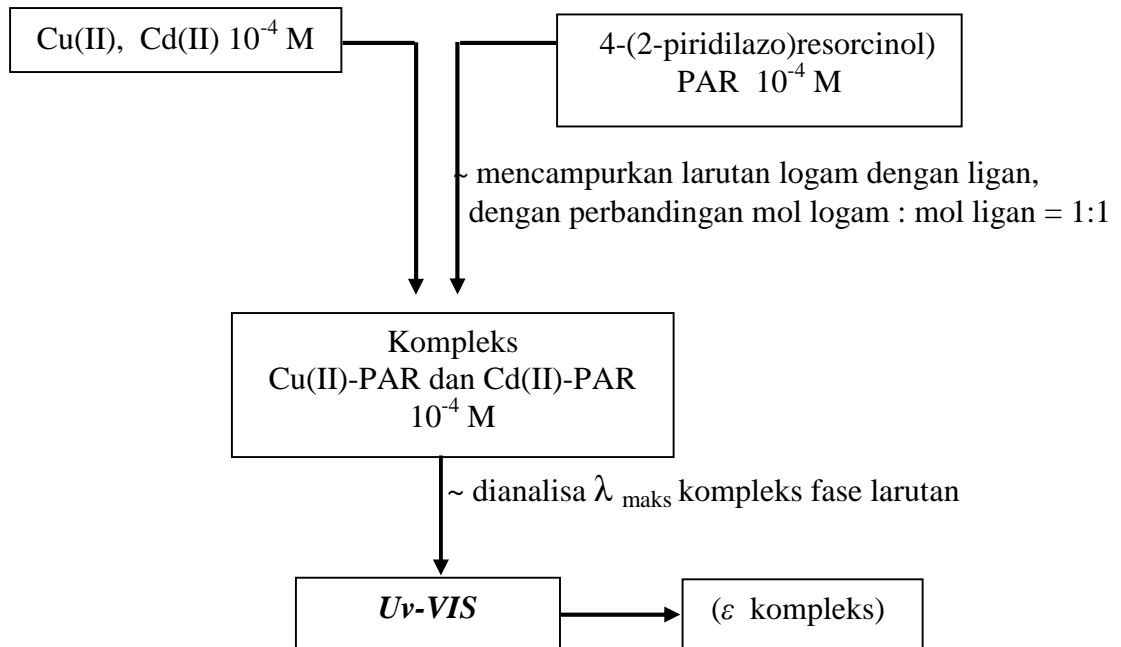 Cu(II), Cd(II) 10⁻⁴ M
4-(2-piridilazo)resorcinol)
PAR 10⁻⁴ M
~ mencampurkan larutan logam dengan ligan,
dengan perbandingan mol logam : mol ligan = 1:1
Kompleks
Cu(II)-PAR dan Cd(II)-PAR
10⁻⁴ M
~ dianalisa λ maks kompleks fase larutan
Uv-VIS
(ε kompleks)